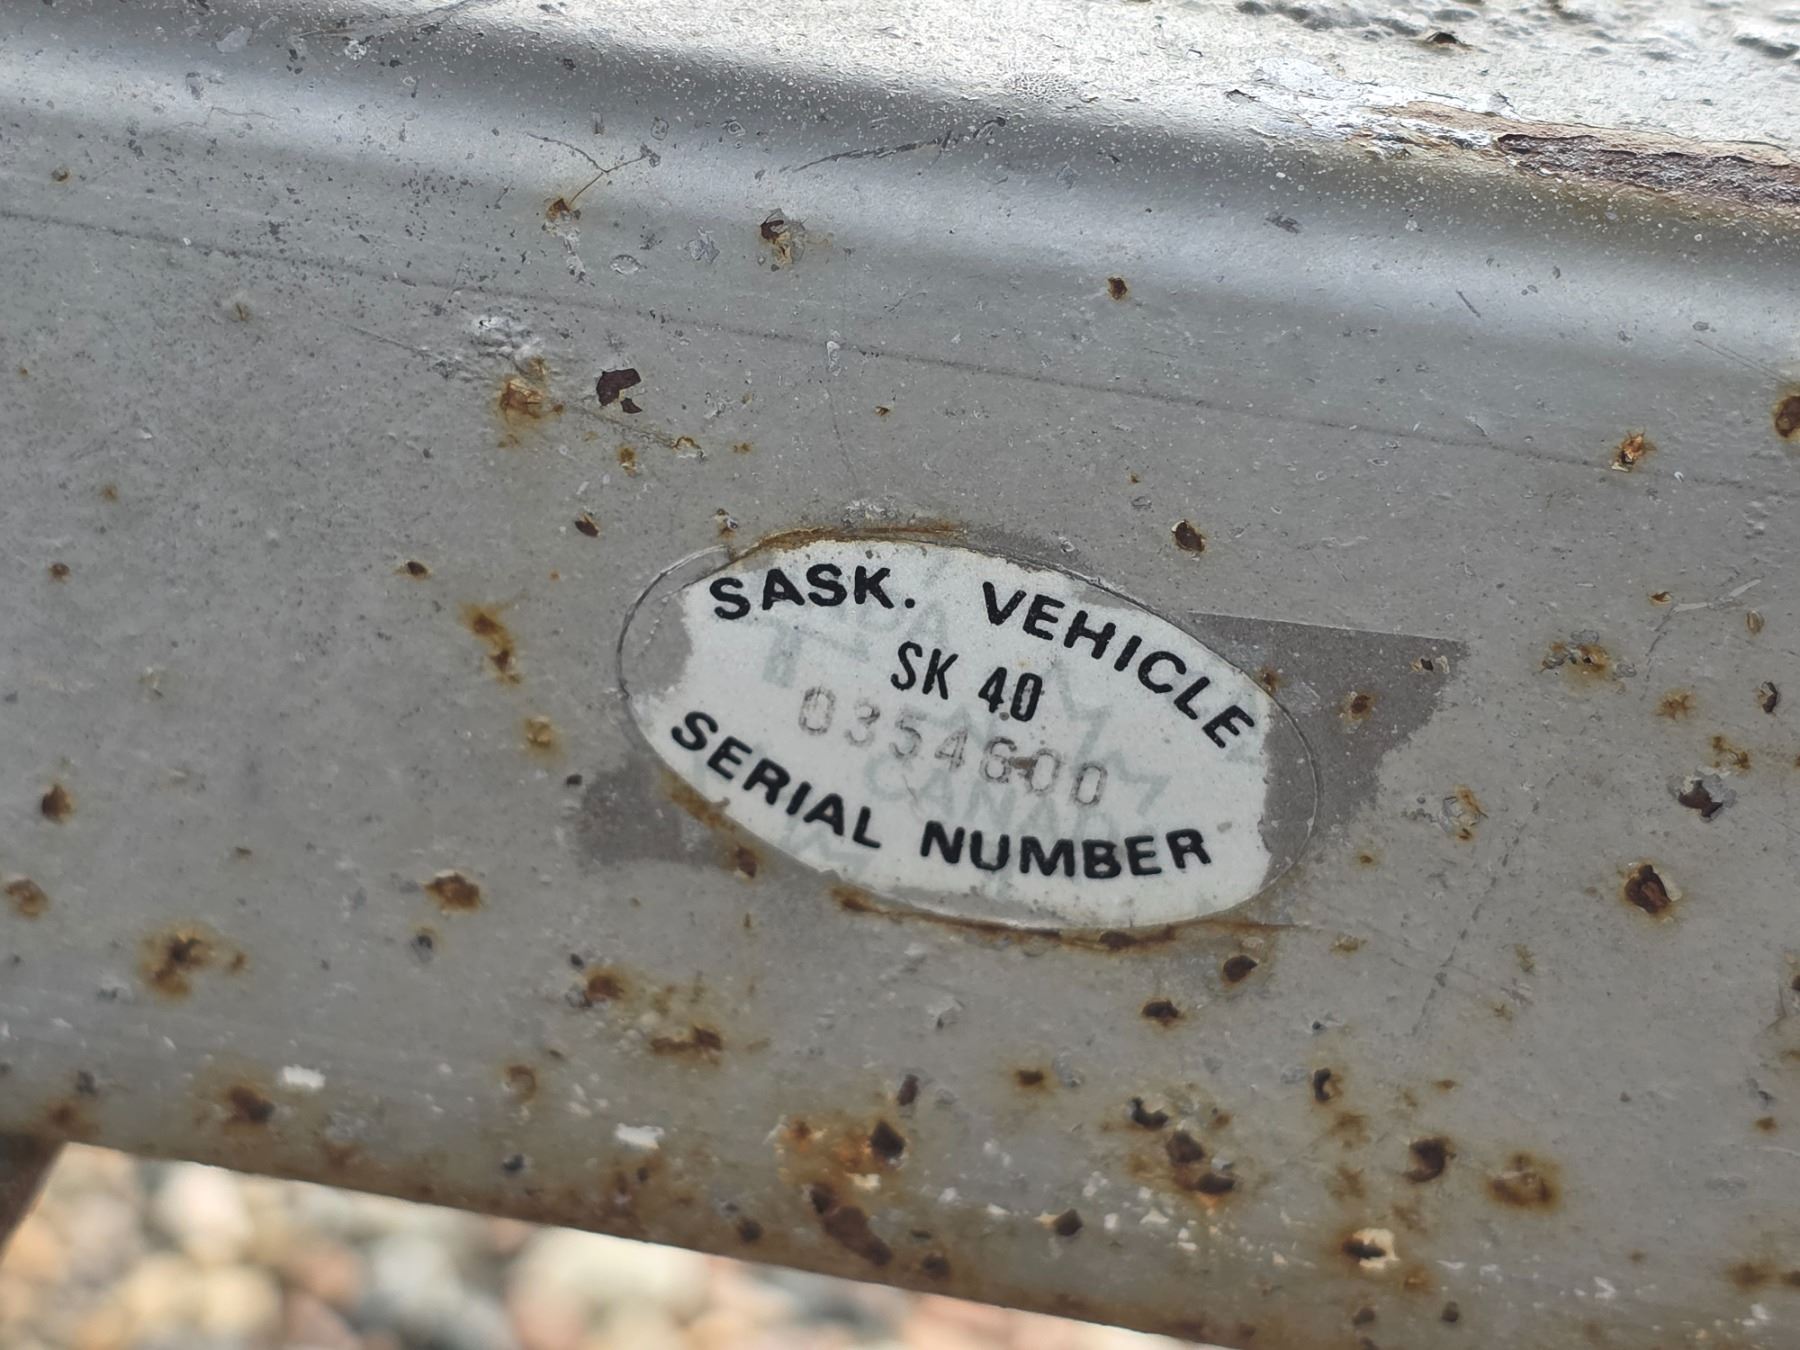 SASK. VEHICLE
SK 40
0354600
SERIAL NUMBER